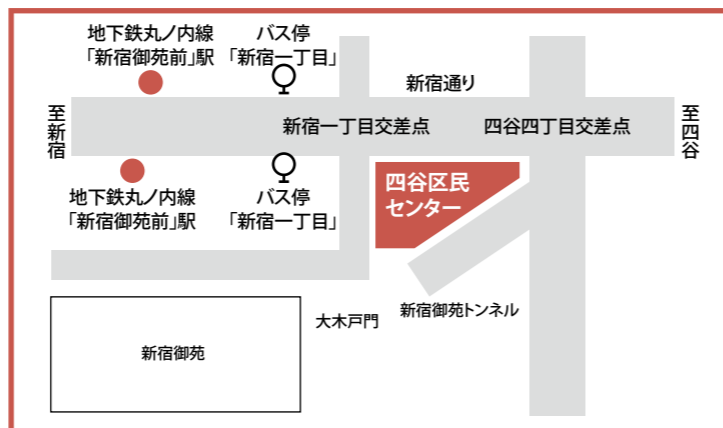 地下鉄丸ノ内線
「新宿御苑前」駅
バス停
「新宿一丁目」
新宿通り
至新宿
新宿一丁目交差点
四谷四丁目交差点
至四谷
地下鉄丸ノ内線
「新宿御苑前」駅
バス停
「新宿一丁目」
四谷区民
センター
大木戸門
新宿御苑トンネル
新宿御苑